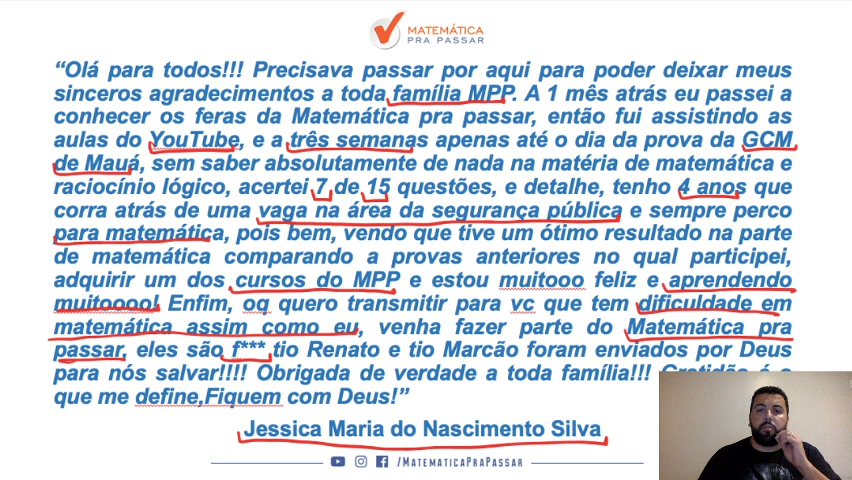 MATEMÁTICA
PRA PASSAR
“Olá para todos!!! Precisava passar por aqui para poder deixar meus
sinceros agradecimentos a toda família MPP. A 1 mês atrás eu passei a
conhecer os feras da Matemática pra passar, então fui assistindo as
aulas do YouTube, e a três semanas apenas até o dia da prova da GCM
de Mauá, sem saber absolutamente de nada na matéria de matemática e
raciocínio lógico, acertei 7 de 15 questões, e detalhe, tenho 4 anos que
corra atrás de uma vaga na área da segurança pública e sempre perco
para matemática, pois bem, vendo que tive um ótimo resultado na parte
de matemática comparando a provas anteriores no qual participei,
adquirir um dos cursos do MPP e estou muitooo feliz e aprendendo
muitoooo! Enfim, oq quero transmitir para vc que tem dificuldade em
matemática assim como eu, venha fazer parte do Matemática pra
passar, eles são f*** tio Renato e tio Marcão foram enviados por Deus
para nós salvar!!!! Obrigada de verdade a toda família!!! Gratidão é o
que me define,Fiquem com Deus!”
Jessica Maria do Nascimento Silva
/MATEMATICAPRAPASSAR